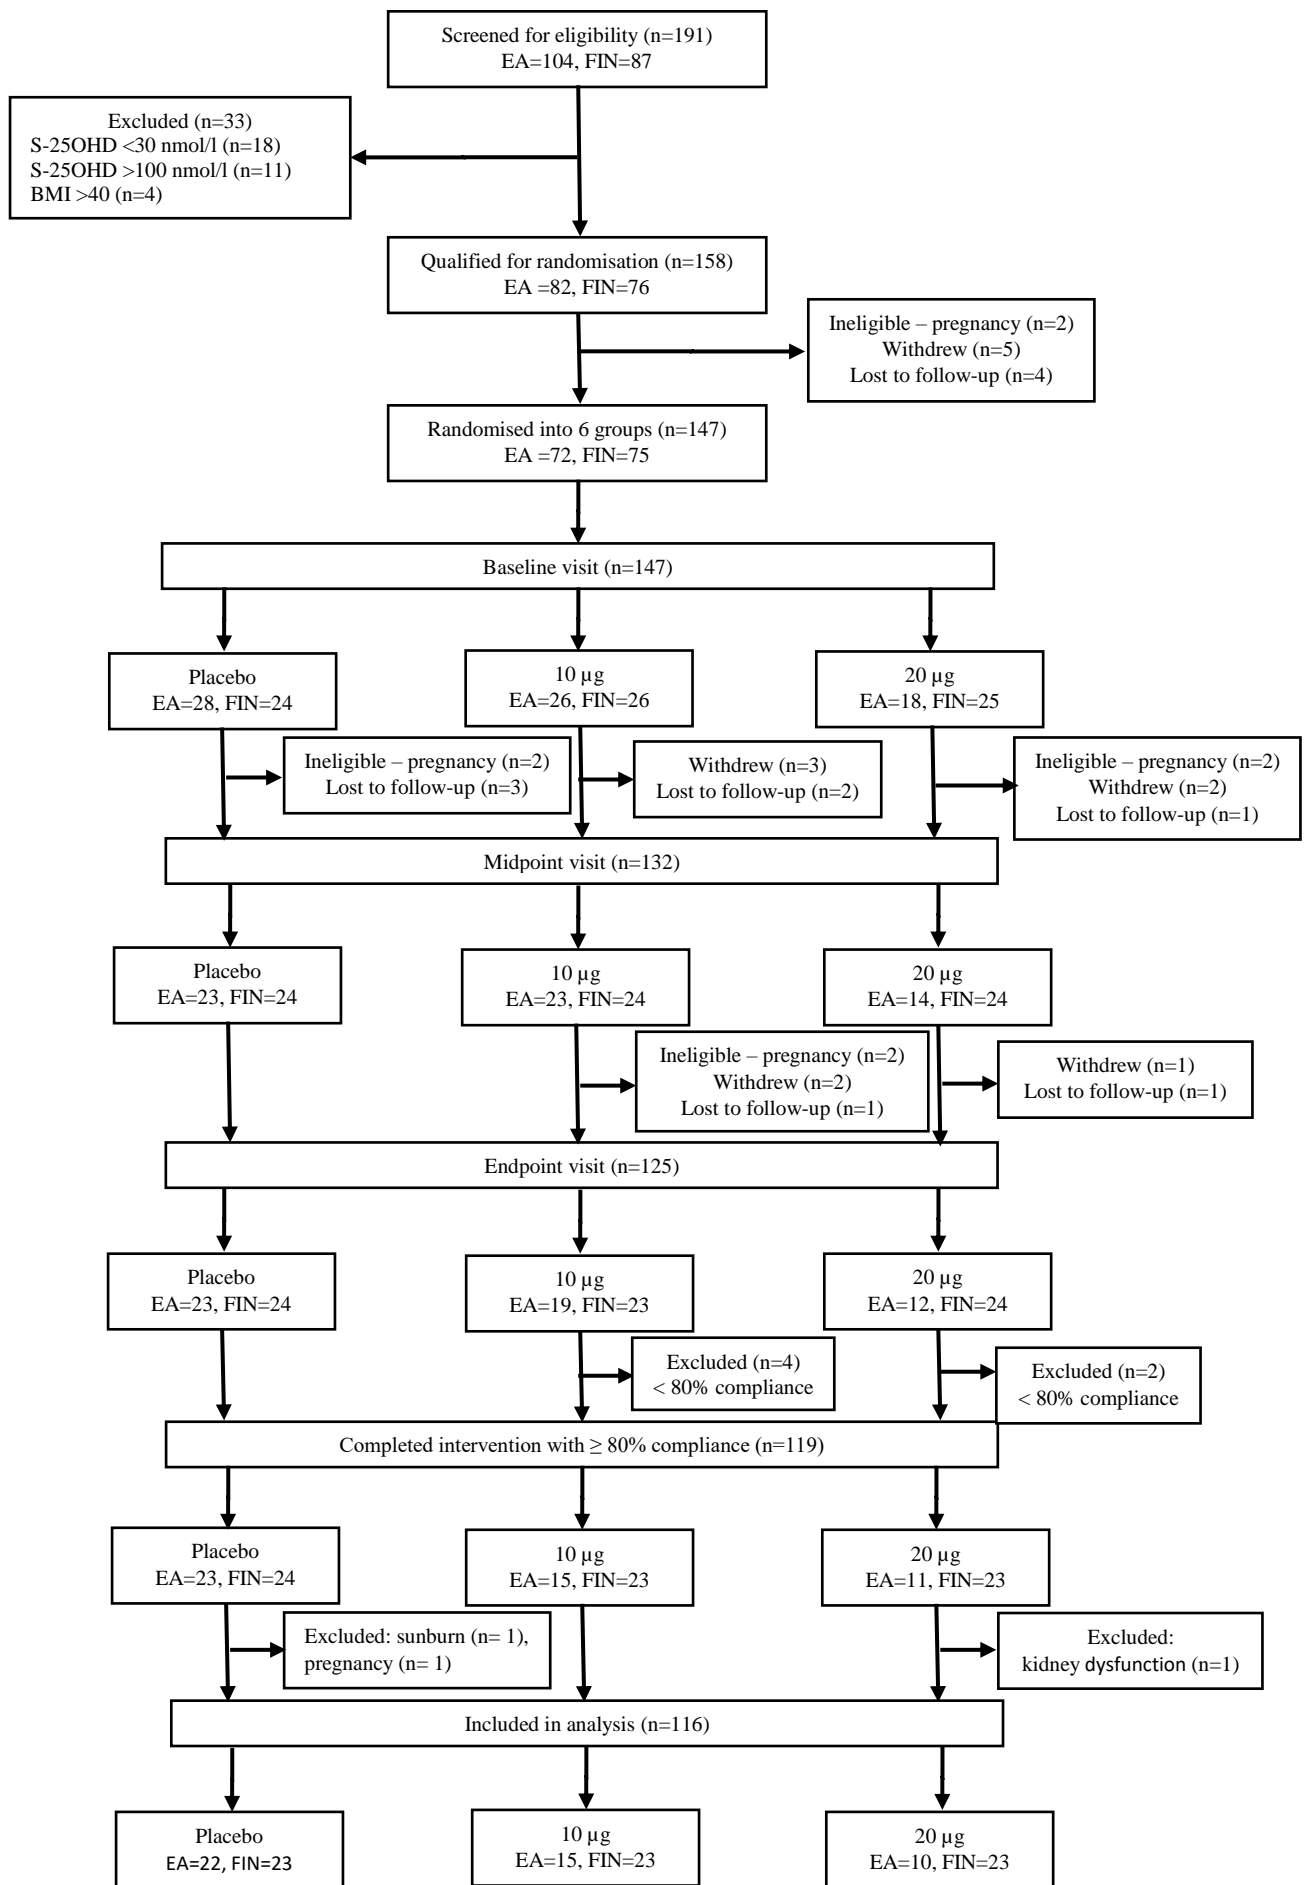 Screened for eligibility (n=191)
EA=104, FIN=87
Excluded (n=33)
S-25OHD <30 nmol/l (n=18)
S-25OHD >100 nmol/l (n=11)
BMI >40 (n=4)
Qualified for randomisation (n=158)
EA =82, FIN=76
Ineligible – pregnancy (n=2)
Withdrew (n=5)
Lost to follow-up (n=4)
Randomised into 6 groups (n=147)
EA =72, FIN=75
Baseline visit (n=147)
Placebo
EA=28, FIN=24
10 µg
EA=26, FIN=26
20 µg
EA=18, FIN=25
Ineligible – pregnancy (n=2)
Lost to follow-up (n=3)
Withdrew (n=3)
Lost to follow-up (n=2)
Ineligible – pregnancy (n=2)
Withdrew (n=2)
Lost to follow-up (n=1)
Midpoint visit (n=132)
Placebo
EA=23, FIN=24
10 µg
EA=23, FIN=24
20 µg
EA=14, FIN=24
Ineligible – pregnancy (n=2)
Withdrew (n=2)
Lost to follow-up (n=1)
Withdrew (n=1)
Lost to follow-up (n=1)
Endpoint visit (n=125)
Placebo
EA=23, FIN=24
10 µg
EA=19, FIN=23
20 µg
EA=12, FIN=24
Excluded (n=4)
< 80% compliance
Excluded (n=2)
< 80% compliance
Completed intervention with ≥ 80% compliance (n=119)
Placebo
EA=23, FIN=24
10 µg
EA=15, FIN=23
20 µg
EA=11, FIN=23
Excluded: sunburn (n= 1),
pregnancy (n= 1)
Excluded:
kidney dysfunction (n=1)
Included in analysis (n=116)
Placebo
EA=22, FIN=23
10 µg
EA=15, FIN=23
20 µg
EA=10, FIN=23